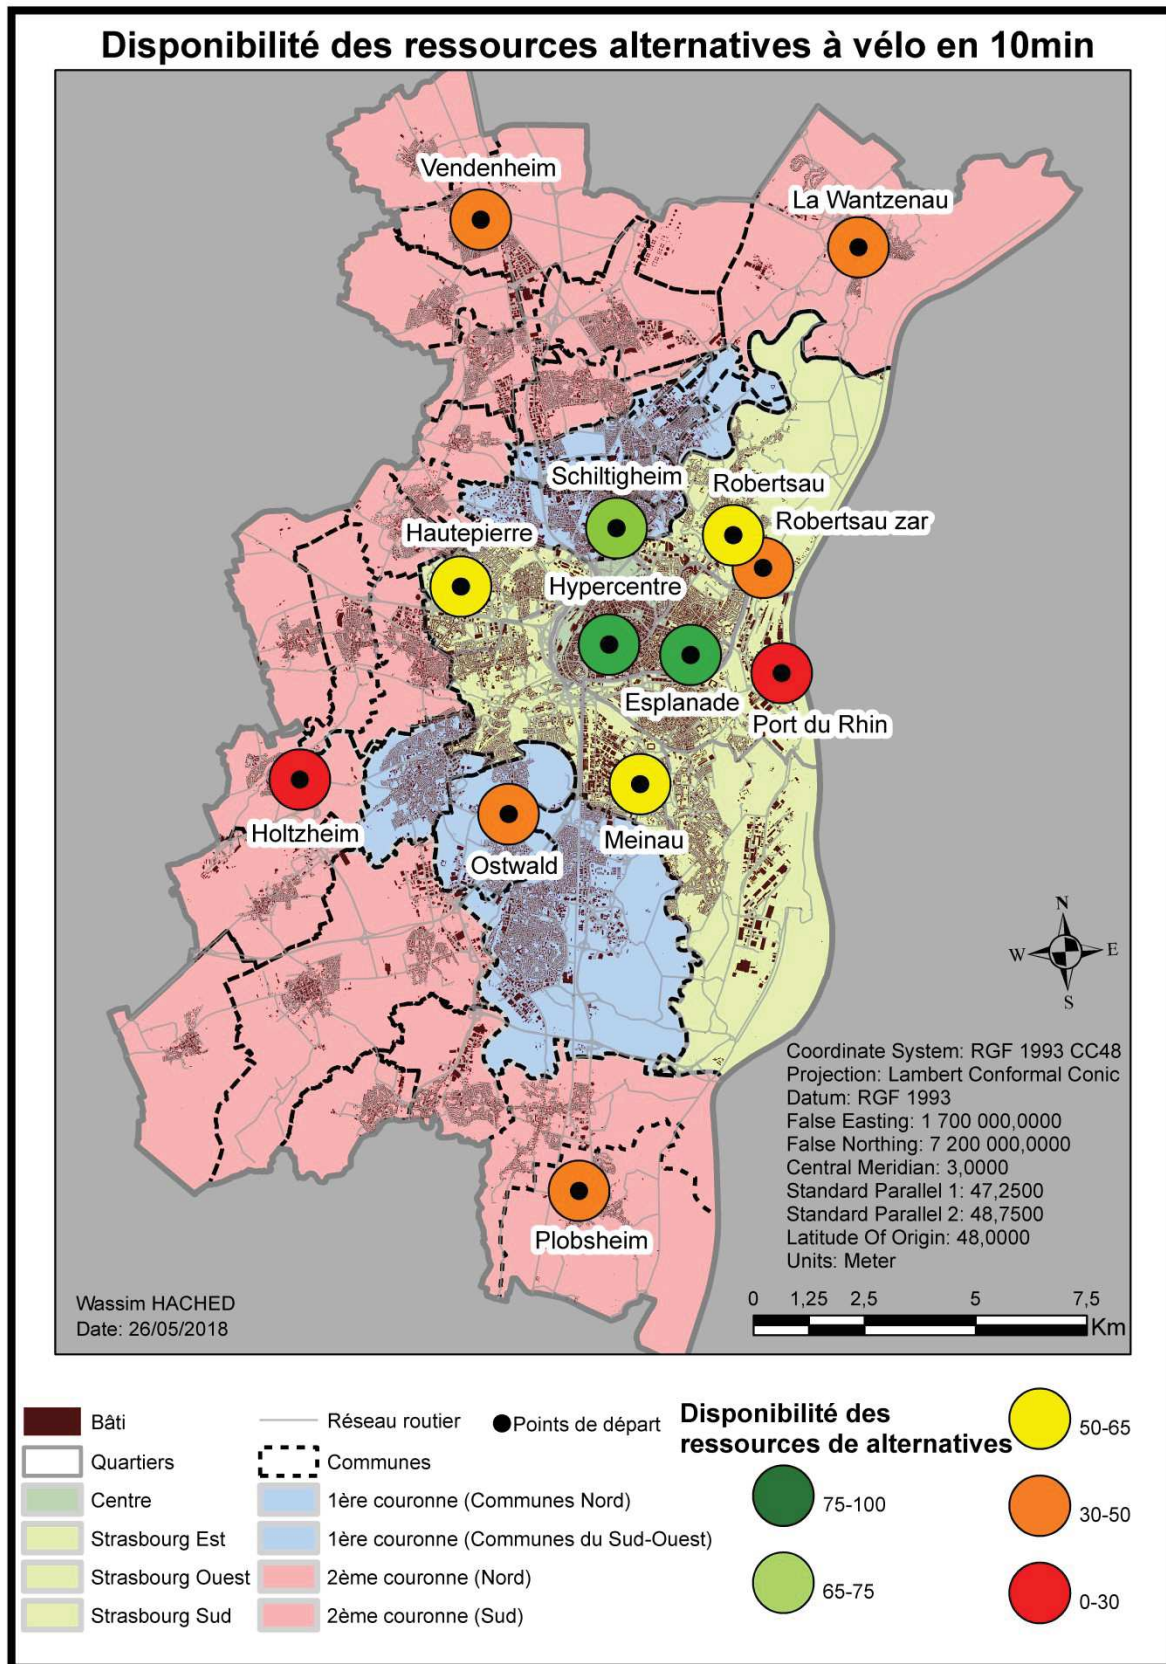 Disponibilité des ressources alternatives à vélo en 10min
Vendenheim
La Wantzenau
Schiltigheim
Robertsau
Robertsau zar
Hautepierre
Hypercentre
Esplanade
Port du Rhin
Holtzheim
Ostwald
Meinau
Plobsheim
N
W
E
S
Coordinate System: RGF 1993 CC48
Projection: Lambert Conformal Conic
Datum: RGF 1993
False Easting: 1 700 000,0000
False Northing: 7 200 000,0000
Central Meridian: 3,0000
Standard Parallel 1: 47,2500
Standard Parallel 2: 48,7500
Latitude Of Origin: 48,0000
Units: Meter
Wassim HACHED
Date: 26/05/2018
0 1,25 2,5 5 7,5
Km
Bâti
Quartiers
Centre
Strasbourg Est
Strasbourg Ouest
Strasbourg Sud
Réseau routier
Communes
1ère couronne (Communes Nord)
1ère couronne (Communes du Sud-Ouest)
2ème couronne (Nord)
2ème couronne (Sud)
Points de départ
Disponibilité des
ressources de alternatives
75-100
65-75
50-65
30-50
0-30